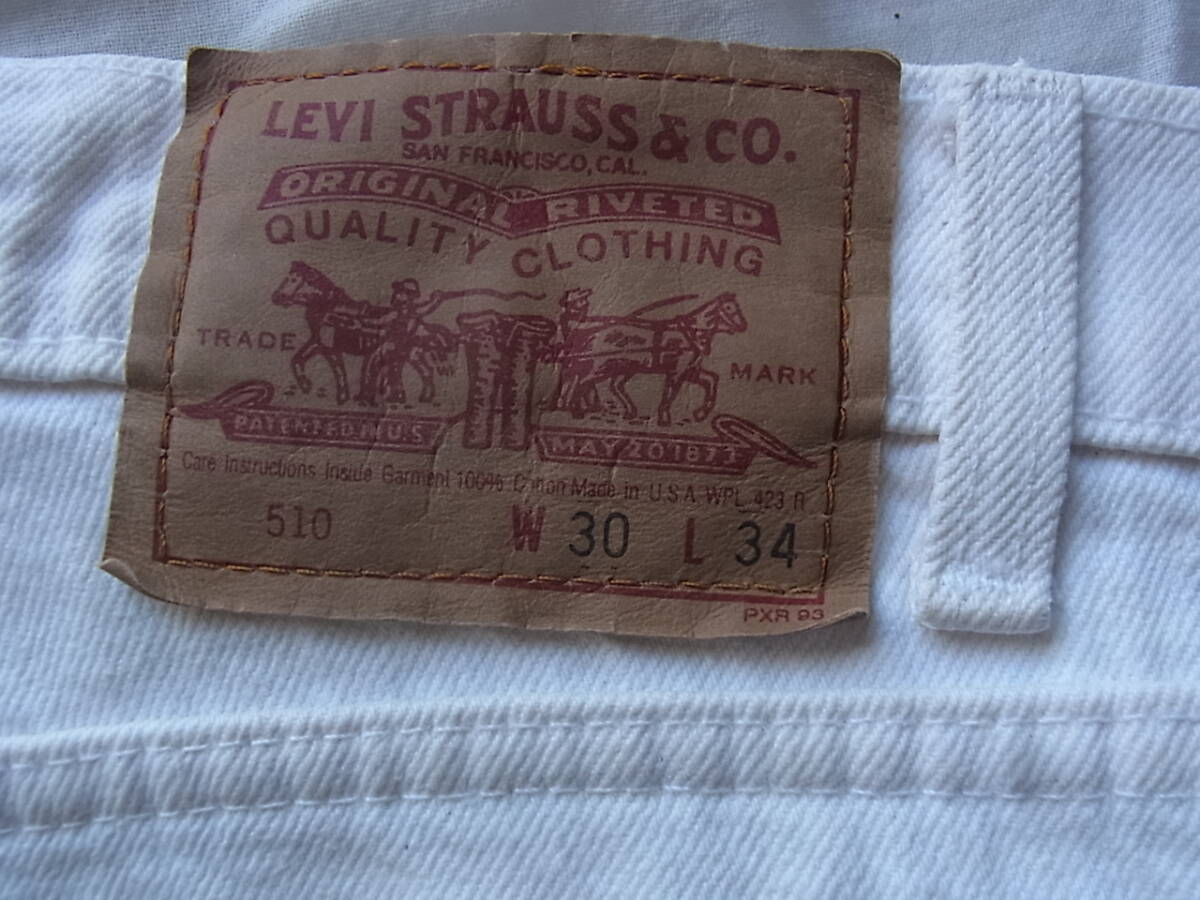 LEVI STRAUSS & CO.
SAN FRANCISCO, CAL.
ORIGINAL RIVETED
QUALITY CLOTHING
TRADE MARK
PATENTED IN U.S MAY 20 1873
Care Instructions Inside Garment 100% Cotton Made in U.S.A. WPL 423 R
510 W 30 L 34
PXR 93